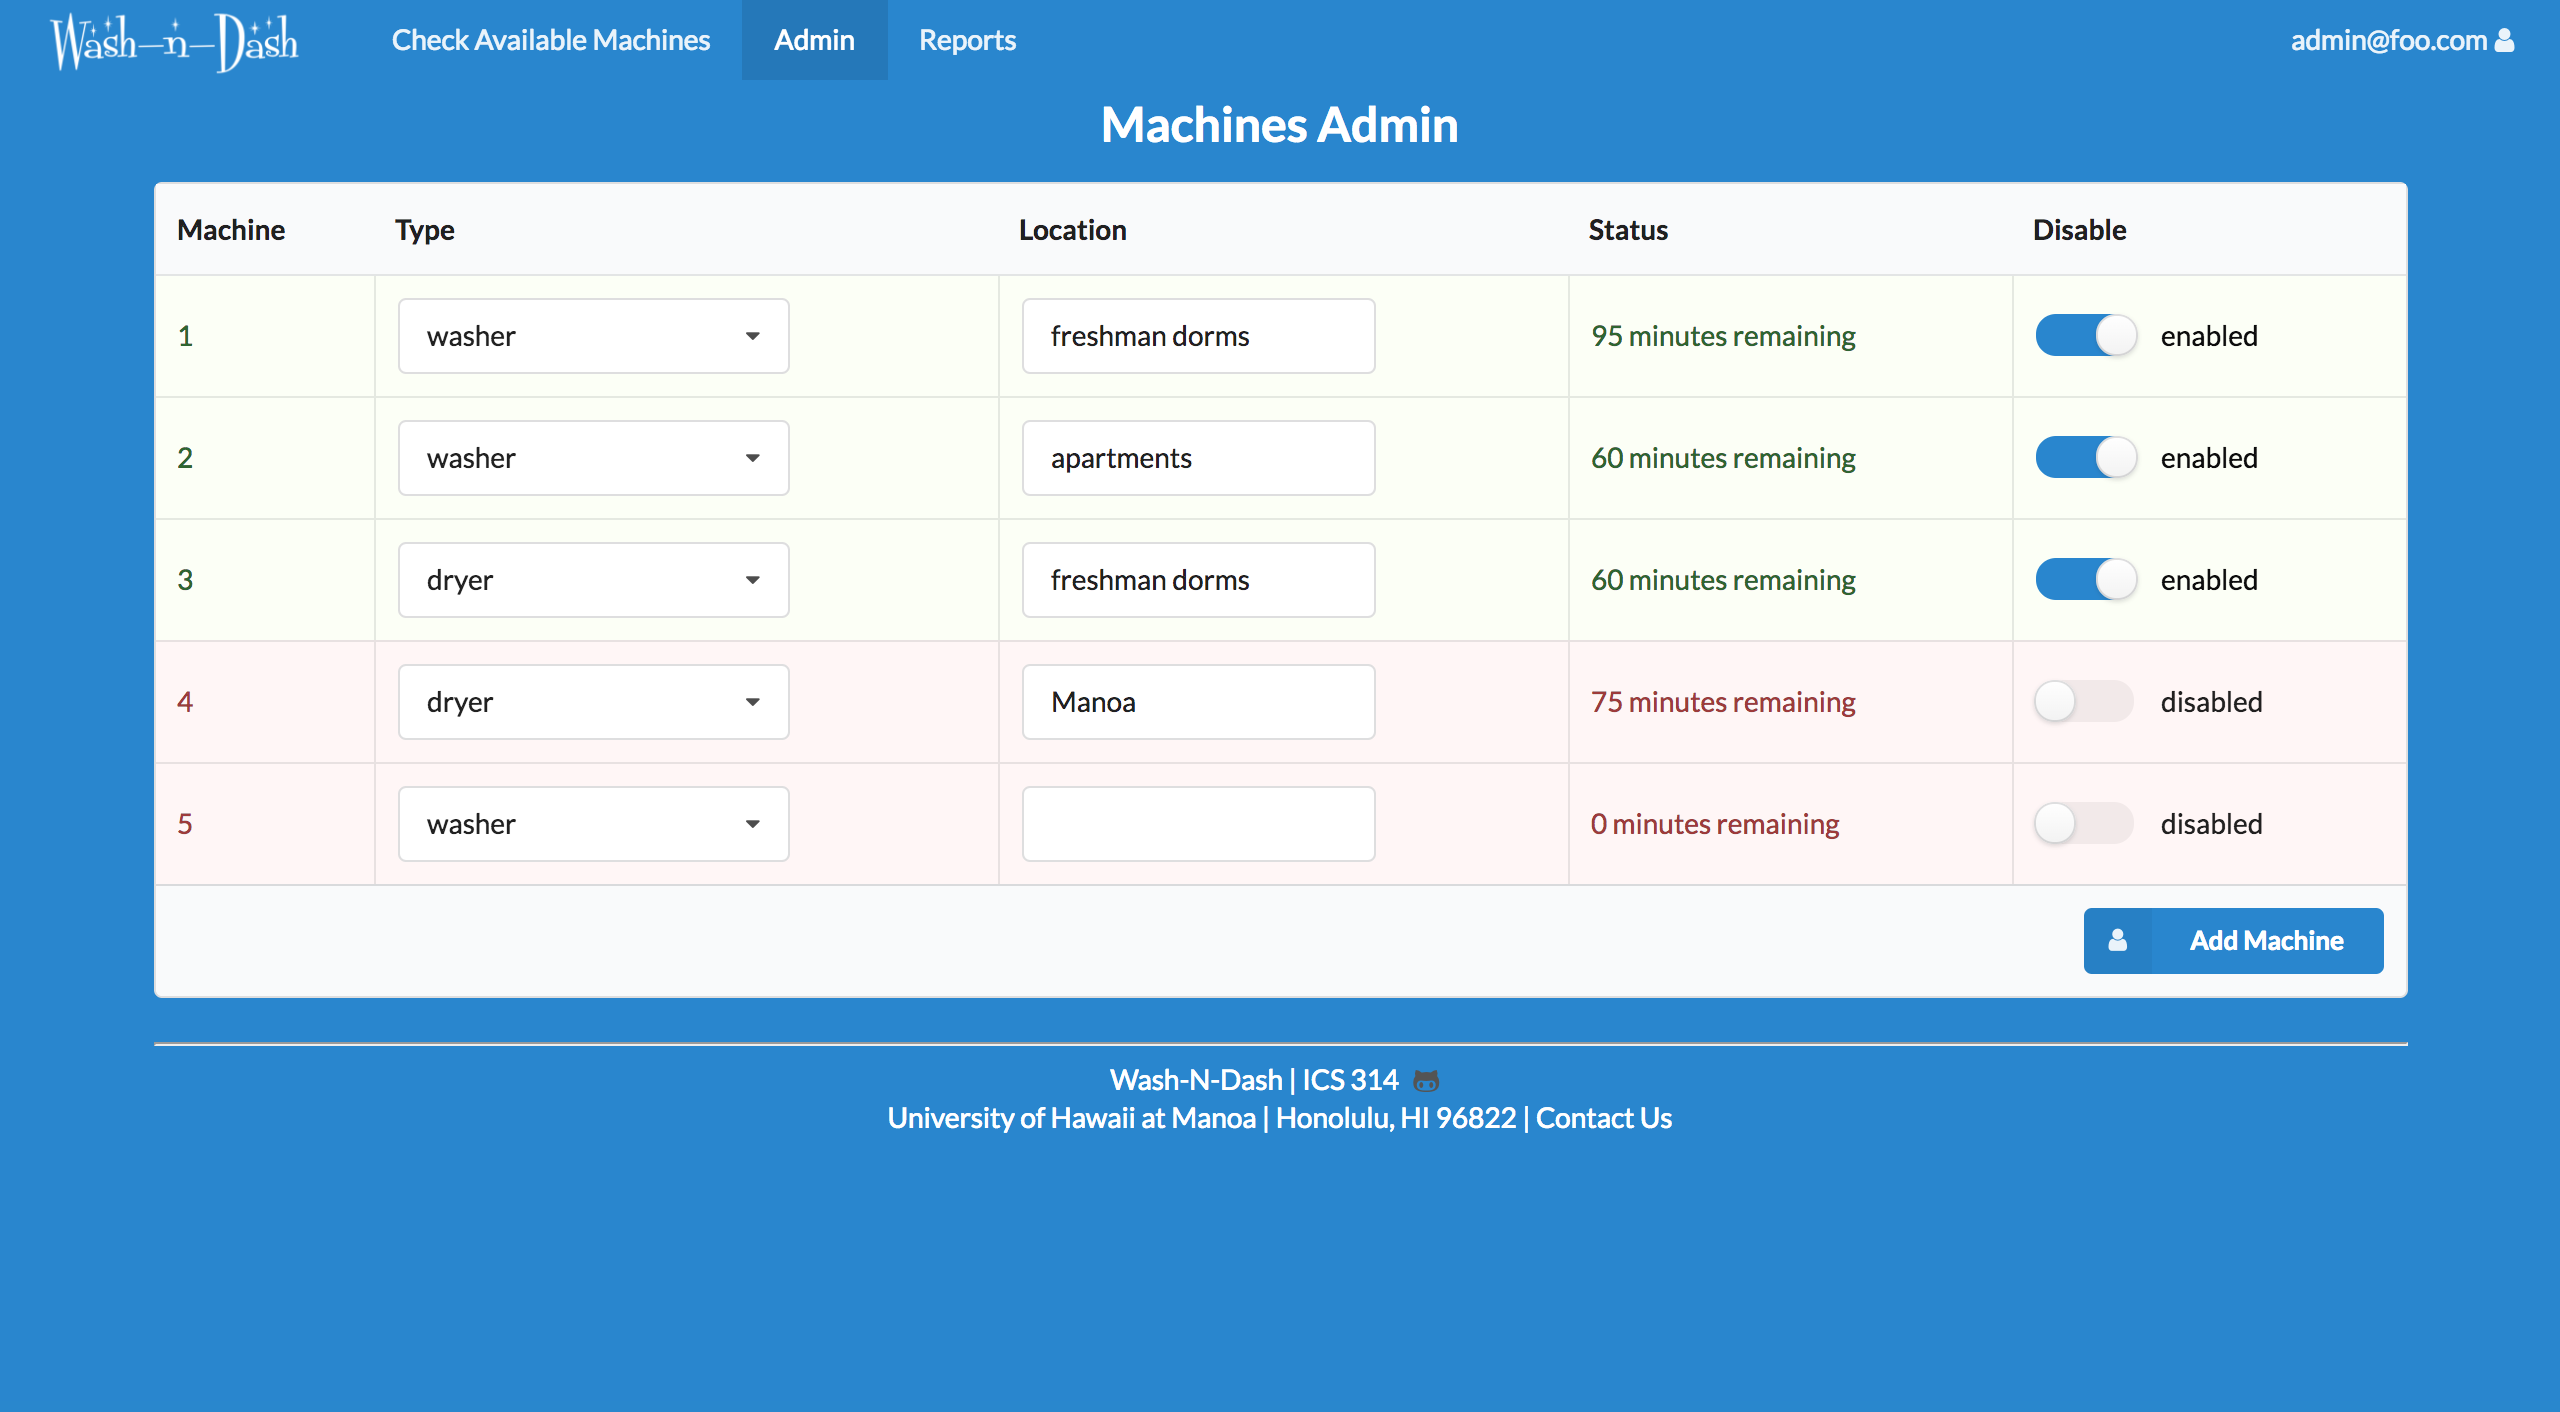 Wash-n-Dash Check Available Machines Admin Reports admin@foo.com
Machines Admin
Machine Type Location Status Disable
1 washer freshman dorms 95 minutes remaining enabled
2 washer apartments 60 minutes remaining enabled
3 dryer freshman dorms 60 minutes remaining enabled
4 dryer Manoa 75 minutes remaining disabled
5 washer 0 minutes remaining disabled
Add Machine
Wash-N-Dash | ICS 314
University of Hawaii at Manoa | Honolulu, HI 96822 | Contact Us